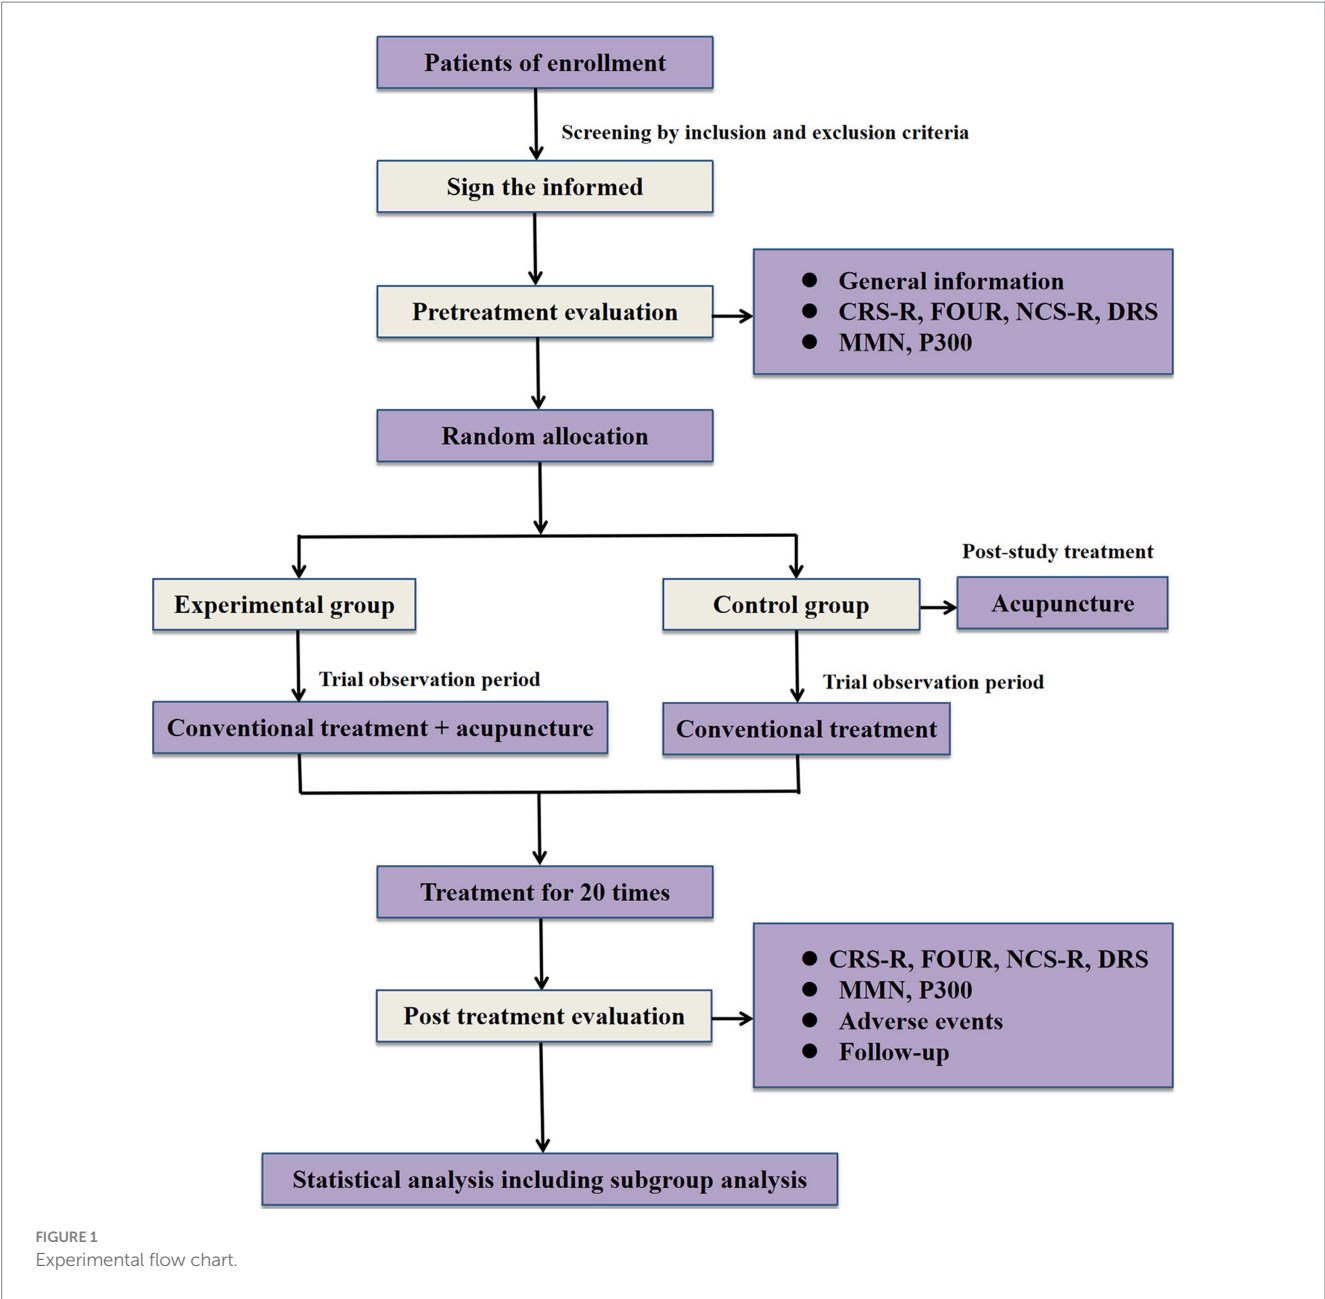 Patients of enrollment
Screening by inclusion and exclusion criteria
Sign the informed
Pretreatment evaluation
● General information
● CRS-R, FOUR, NCS-R, DRS
● MMN, P300
Random allocation
Post-study treatment
Experimental group
Control group
Acupuncture
Trial observation period
Trial observation period
Conventional treatment + acupuncture
Conventional treatment
Treatment for 20 times
Post treatment evaluation
● CRS-R, FOUR, NCS-R, DRS
● MMN, P300
● Adverse events
● Follow-up
Statistical analysis including subgroup analysis
FIGURE 1
Experimental flow chart.